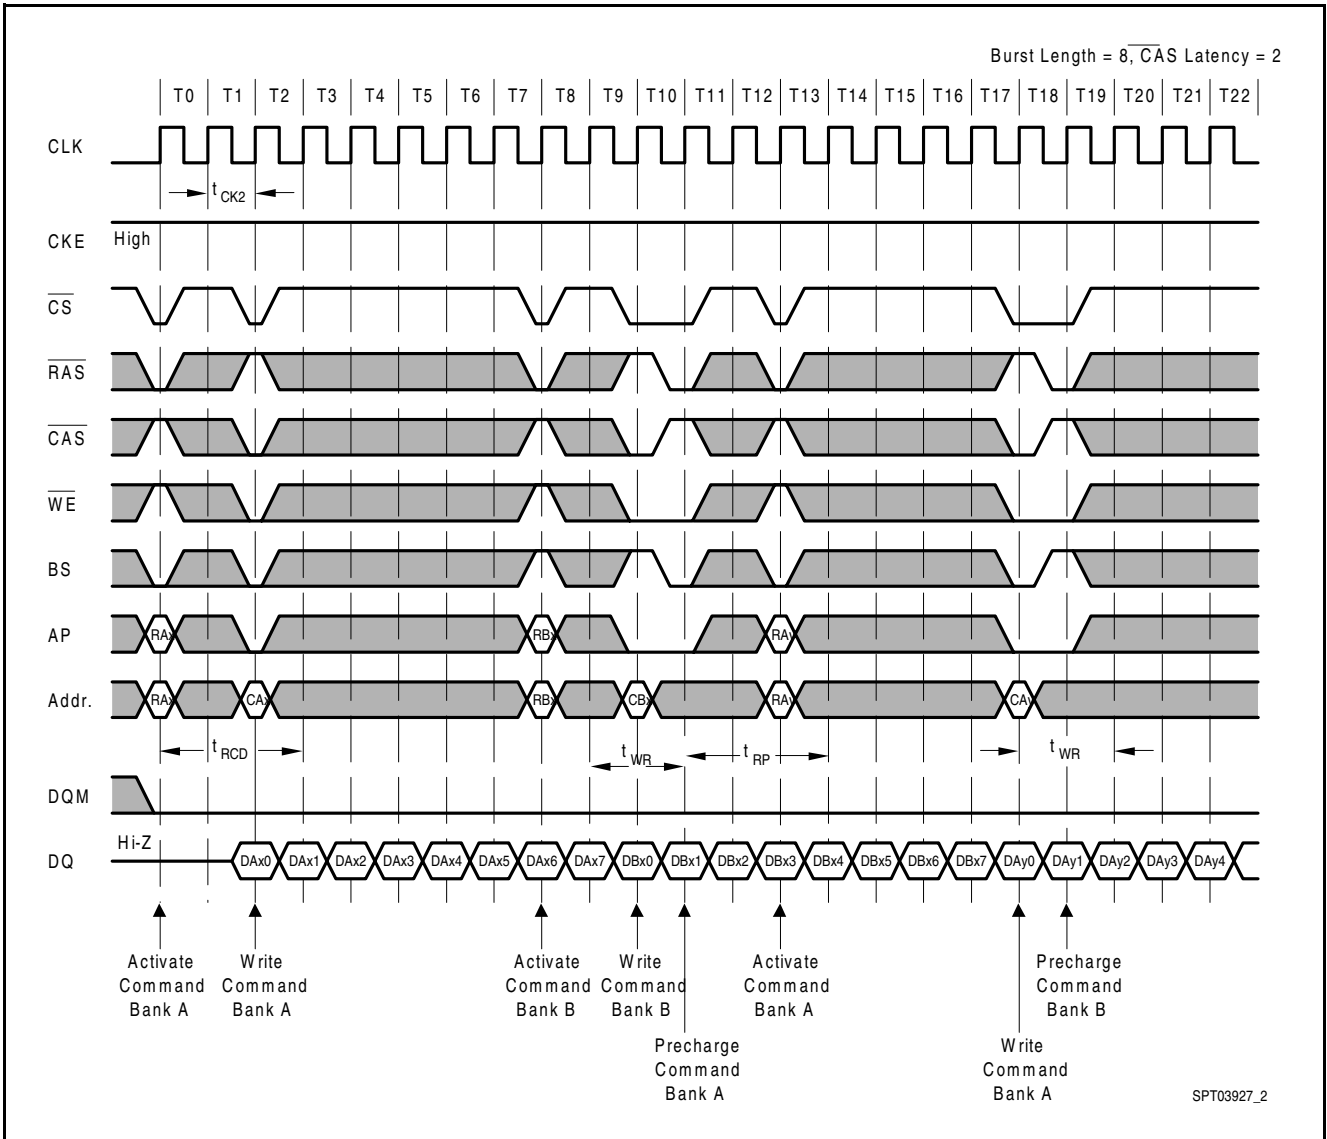 Burst Length = 8, CAS Latency = 2
T0 T1 T2 T3 T4 T5 T6 T7 T8 T9 T10 T11 T12 T13 T14 T15 T16 T17 T18 T19 T20 T21 T22
CLK
t CK2
CKE High
CS
RAS
CAS
WE
BS
AP RAx RBx RAy
Addr. RAx CAx RBx CBx RAy CAy
t RCD t WR t RP t WR
DQM
Hi-Z
DQ DAx0 DAx1 DAx2 DAx3 DAx4 DAx5 DAx6 DAx7 DBx0 DBx1 DBx2 DBx3 DBx4 DBx5 DBx6 DBx7 DAy0 DAy1 DAy2 DAy3 DAy4
Activate Write Activate Write Activate Precharge
Command Command Command Command Command Command
Bank A Bank A Bank B Bank B Bank A Bank B
Precharge Write
Command Command
Bank A Bank A
SPT03927_2